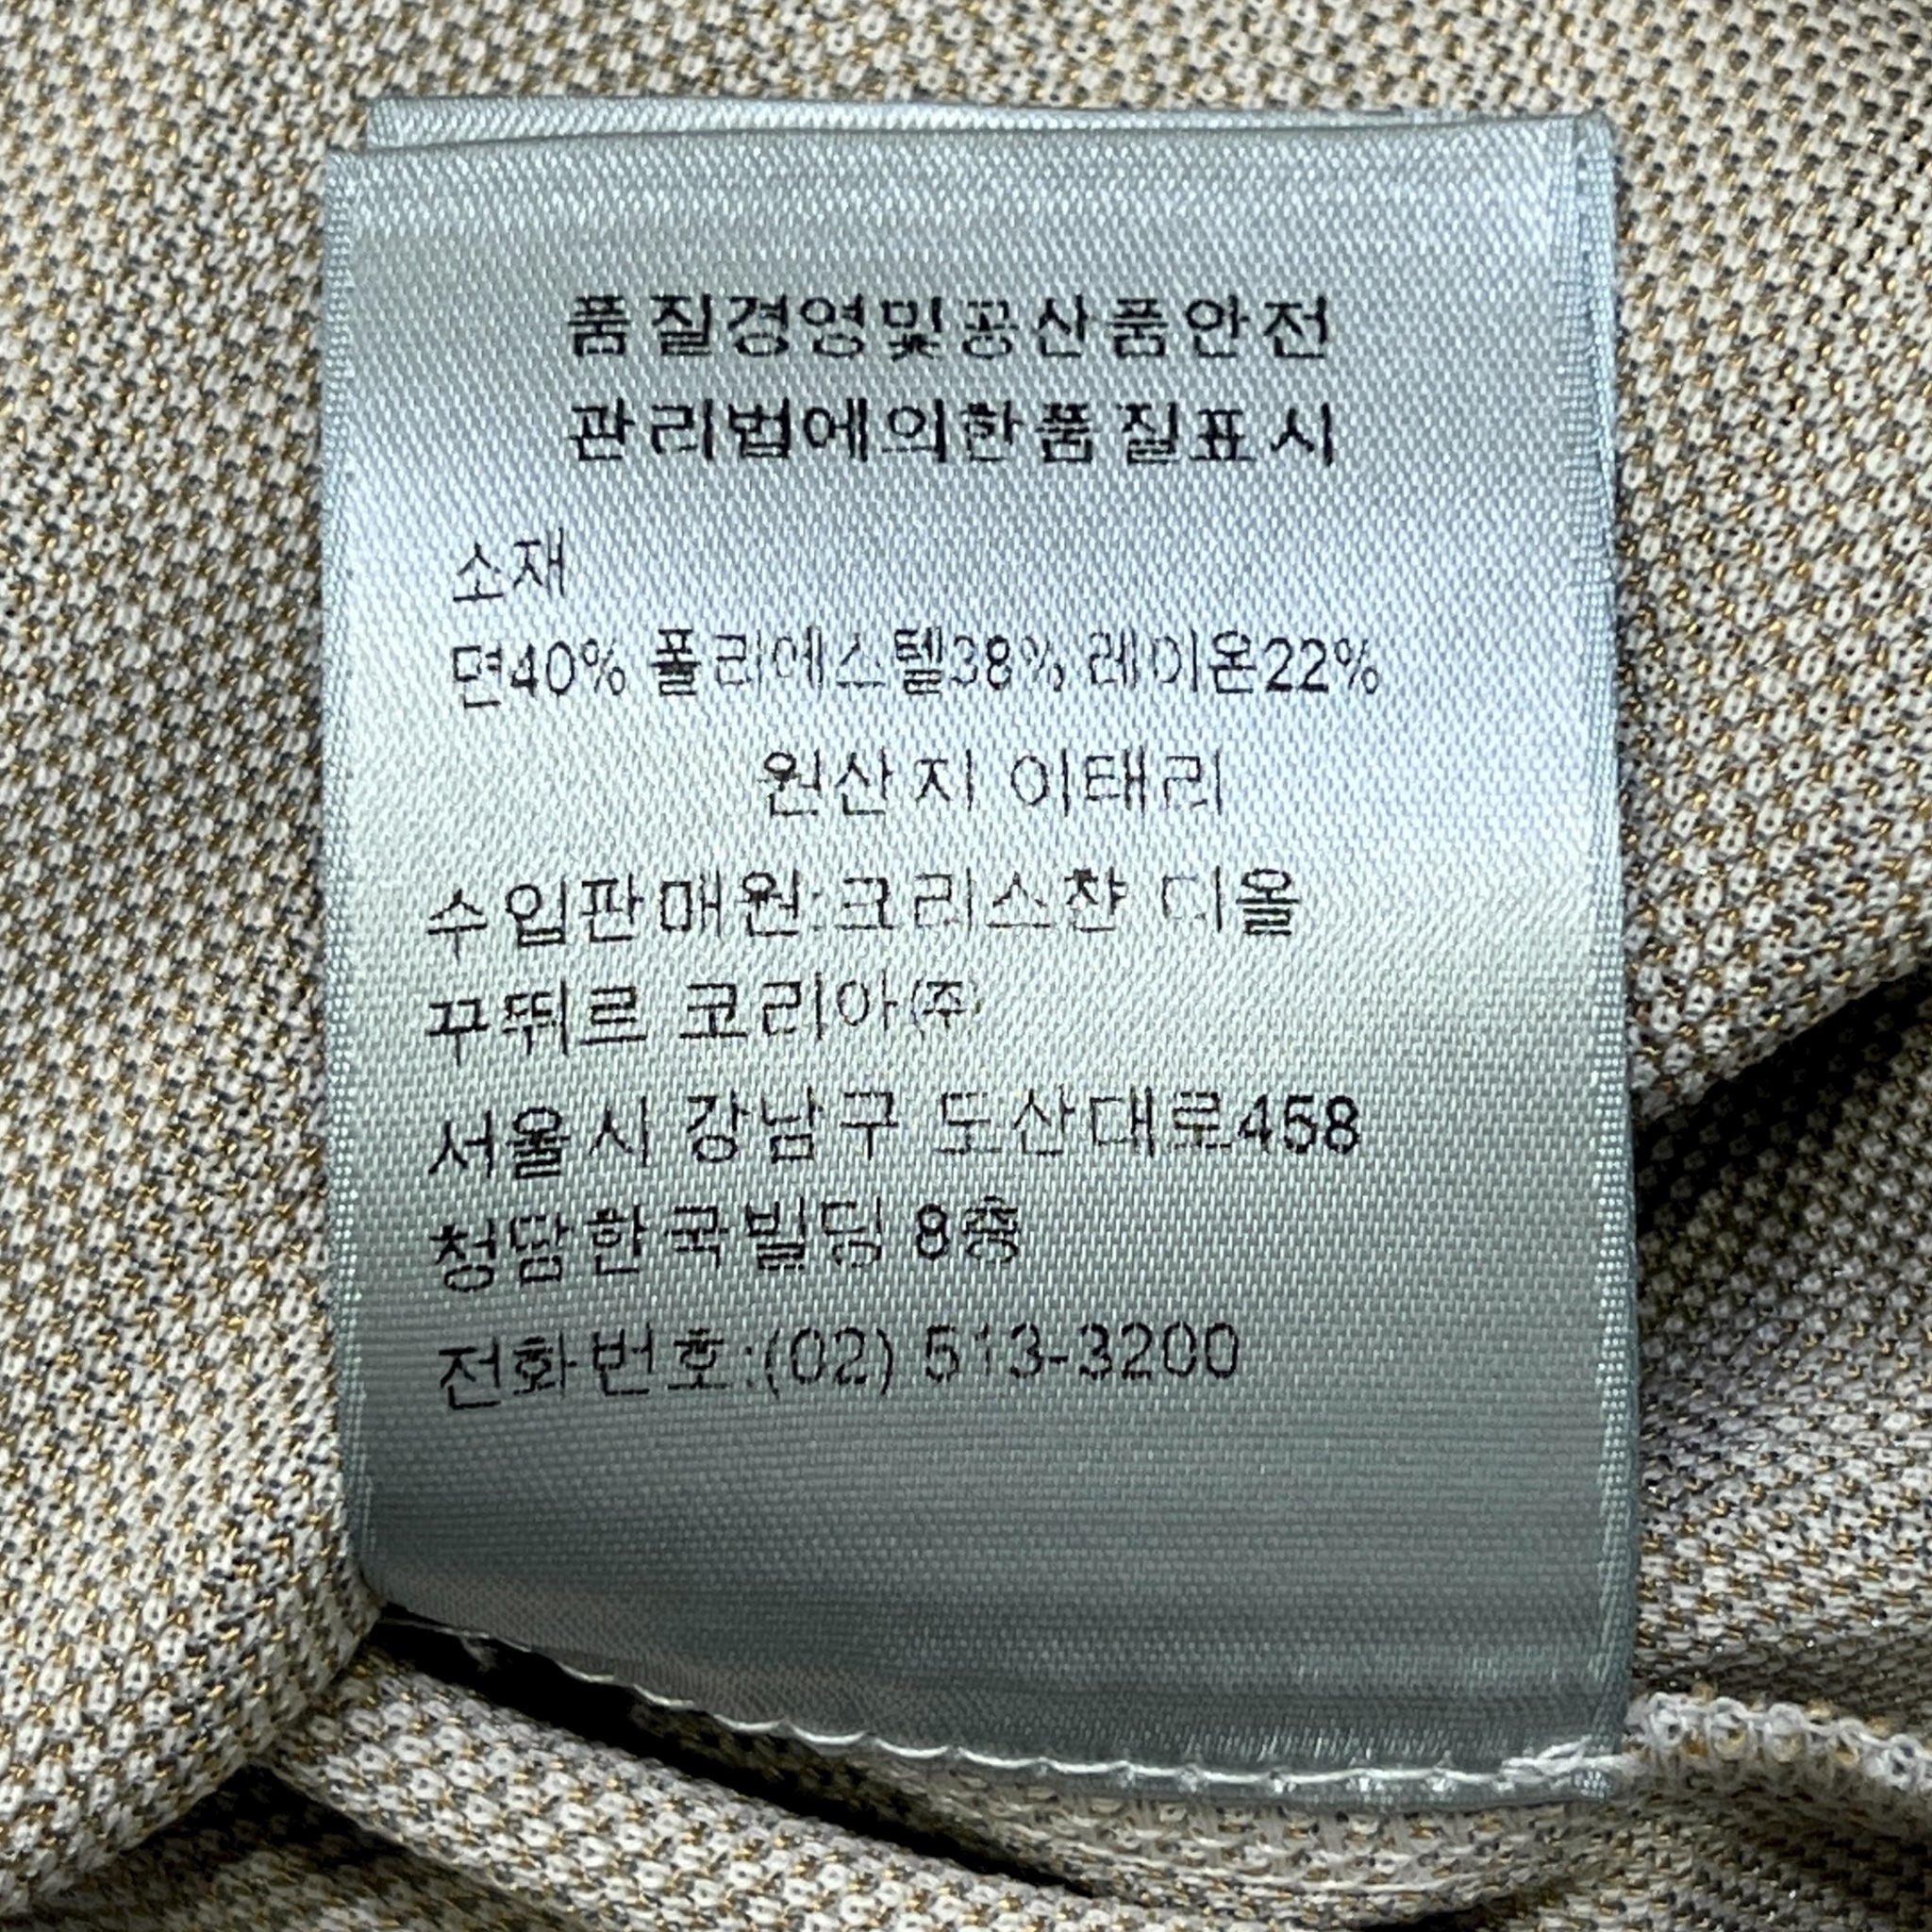 품질경영및공산품안전
관리법에의한품질표시
소재
면40% 폴리에스텔38% 레이온22%
원산지 이태리
수입판매원:크리스챤 디올
꾸뛰르 코리아(주)
서울시 강남구 도산대로458
청담한국빌딩 8층
전화번호:(02) 513-3200